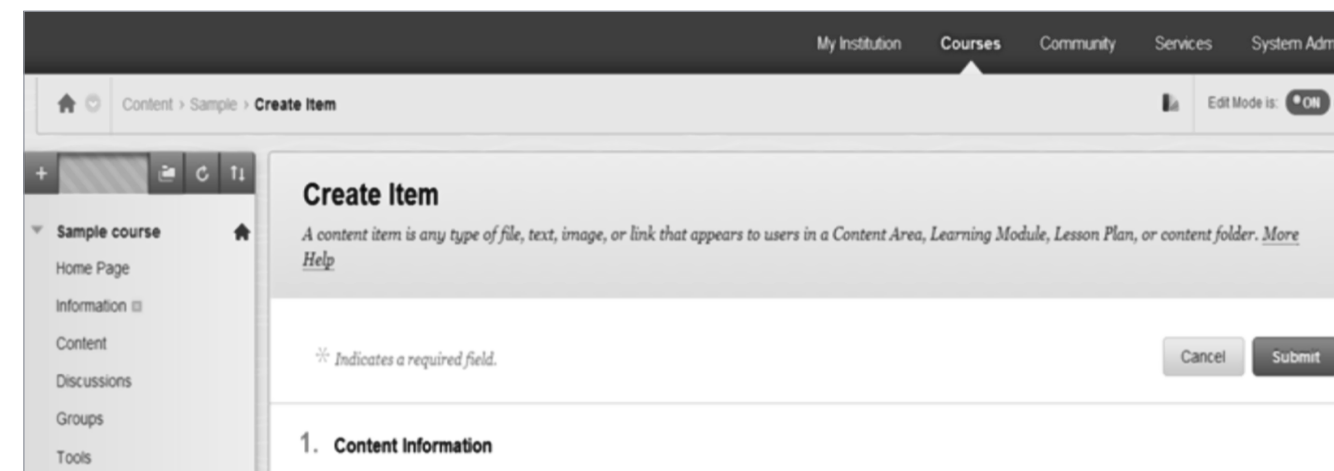 My Institution Courses Community Services System Adm
Content > Sample > Create Item Edit Mode is: ON
Create Item
A content item is any type of file, text, image, or link that appears to users in a Content Area, Learning Module, Lesson Plan, or content folder. More
Help
Sample course
Home Page
Information
Content
Discussions
Groups
Tools
* Indicates a required field.
Cancel Submit
1. Content Information